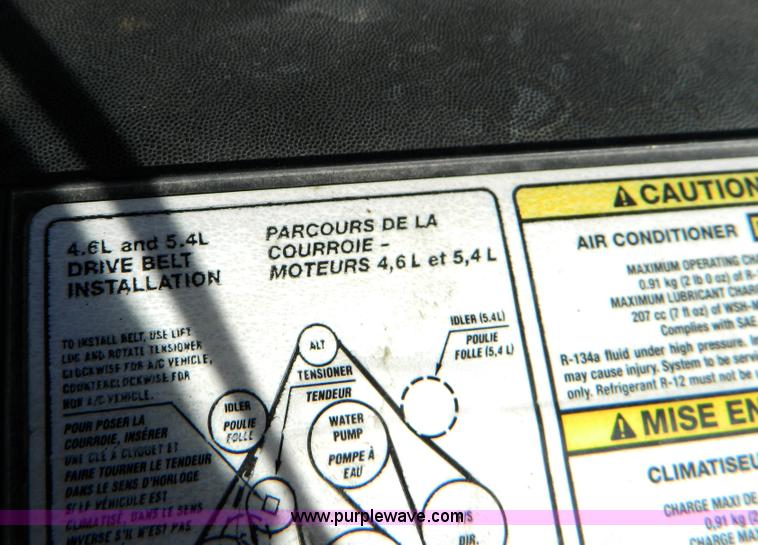 4.6L and 5.4L
DRIVE BELT
INSTALLATION
PARCOURS DE LA
COURROIE -
MOTEURS 4,6 L et 5,4 L
TO INSTALL BELT, USE LIFT
LUG AND ROTATE TENSIONER
CLOCKWISE FOR A/C VEHICLE,
COUNTERCLOCKWISE FOR
NON A/C VEHICLE.
POUR POSER LA
COURROIE, INSÉRER
UNE CLÉ À CLIQUET ET
FAIRE TOURNER LE TENDEUR
DANS LE SENS D'HORLOGE
SI LE VÉHICULE EST
CLIMATISÉ, DANS LE SENS
INVERSE S'IL N'EST PAS
ALT
TENSIONER
TENDEUR
IDLER
POULIE
FOLLE
WATER
PUMP
POMPE À
EAU
IDLER (5.4L)
POULIE
FOLLE (5,4 L)
P/S
DIR.
CAUTION
AIR CONDITIONER
MAXIMUM OPERATING CHA
0.91 kg (2 lb 0 oz) of R-
MAXIMUM LUBRICANT CHAR
207 cc (7 fl oz) of WSH-M
Complies with SAE
R-134a fluid under high pressure. Im
may cause injury. System to be servi
only. Refrigerant R-12 must not be
MISE EN
CLIMATISEU
CHARGE MAXI DE
0,91 kg (2
CHARGE MAX
www.purplewave.com